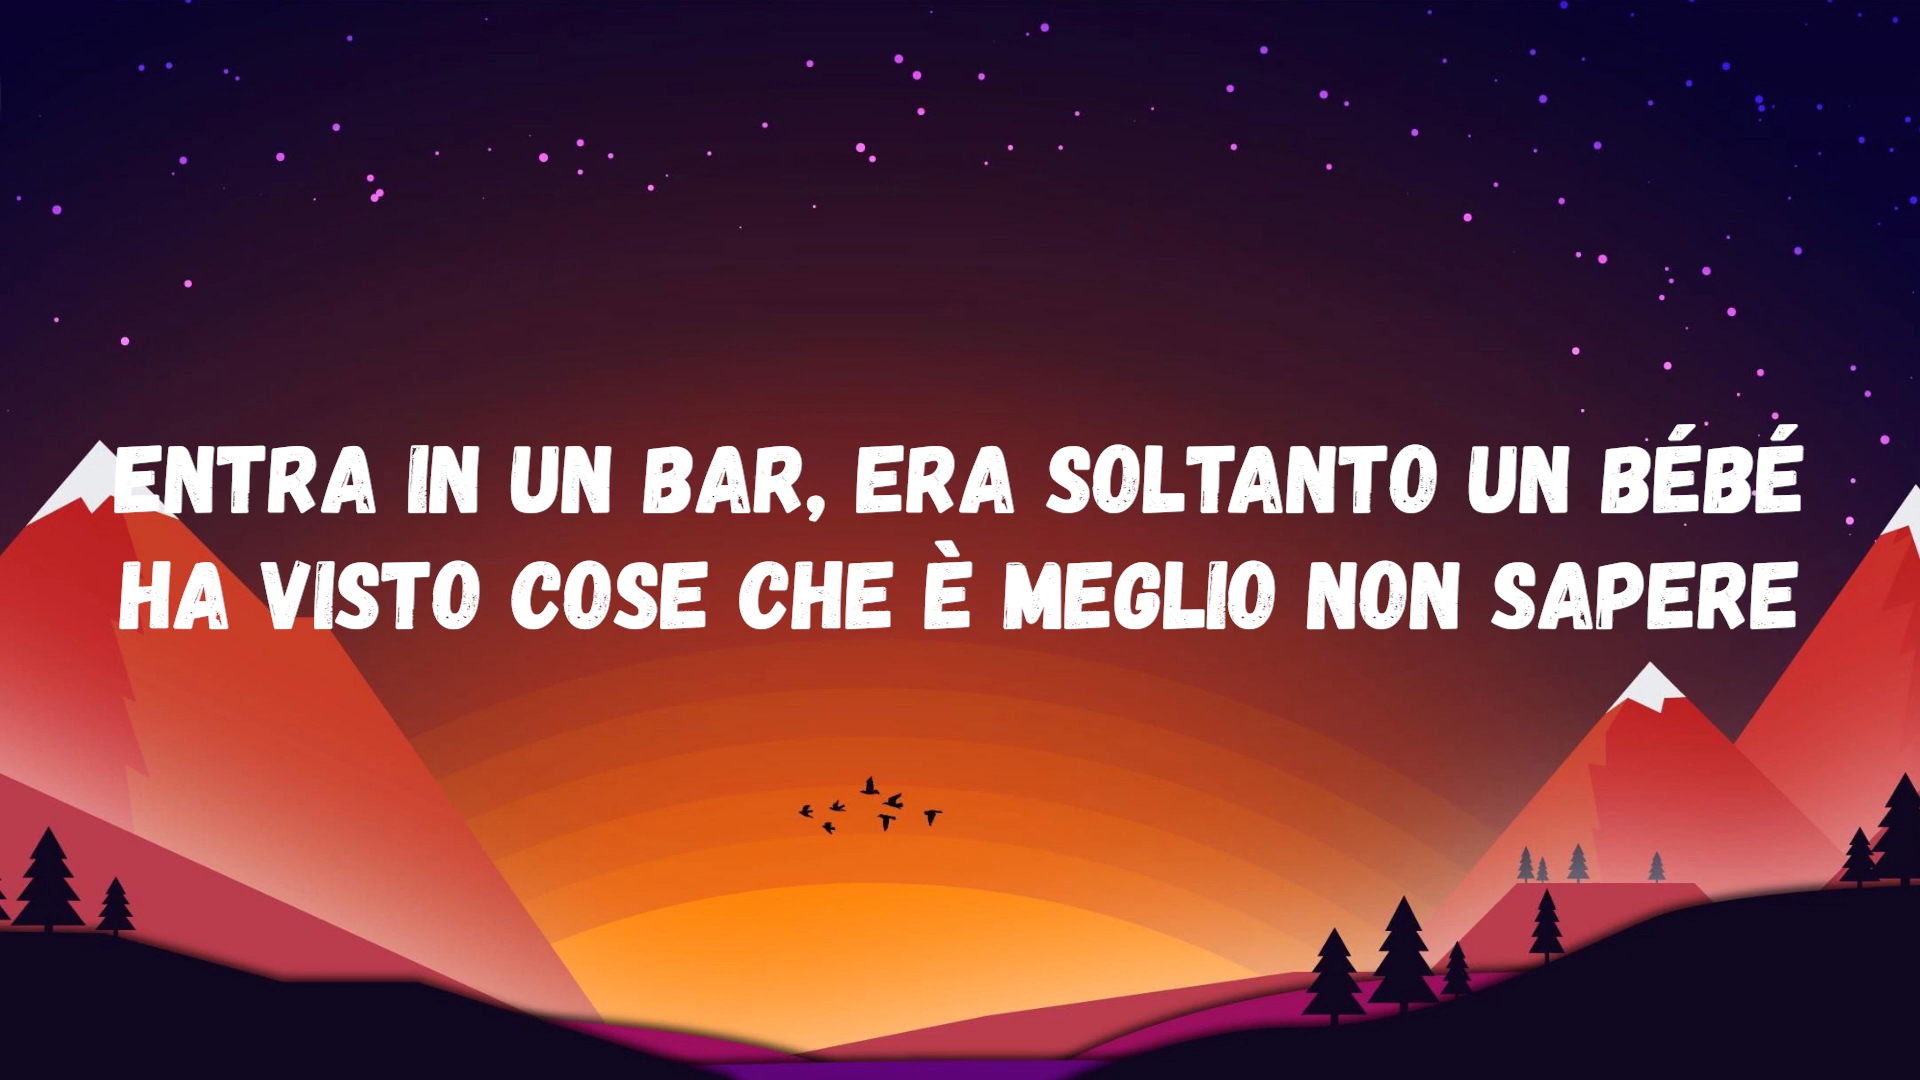 ENTRA IN UN BAR, ERA SOLTANTO UN BÉBÉ
HA VISTO COSE CHE È MEGLIO NON SAPERE